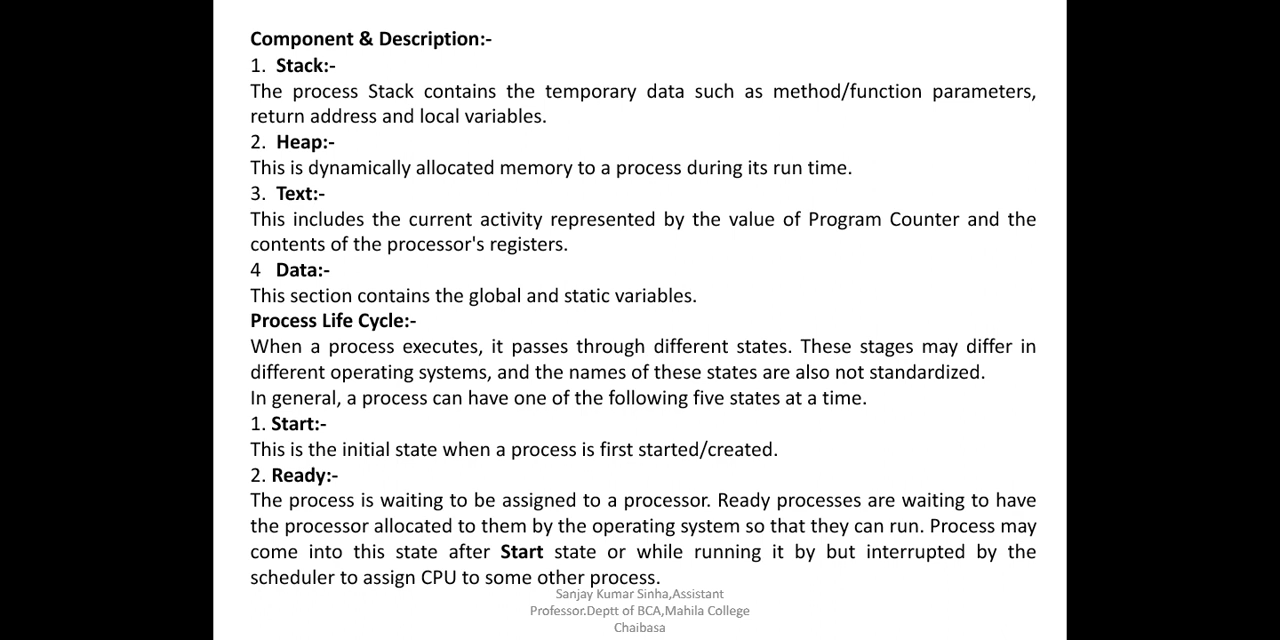 Component & Description:-
1. Stack:-
The process Stack contains the temporary data such as method/function parameters,
return address and local variables.
2. Heap:-
This is dynamically allocated memory to a process during its run time.
3. Text:-
This includes the current activity represented by the value of Program Counter and the
contents of the processor's registers.
4 Data:-
This section contains the global and static variables.
Process Life Cycle:-
When a process executes, it passes through different states. These stages may differ in
different operating systems, and the names of these states are also not standardized.
In general, a process can have one of the following five states at a time.
1. Start:-
This is the initial state when a process is first started/created.
2. Ready:-
The process is waiting to be assigned to a processor. Ready processes are waiting to have
the processor allocated to them by the operating system so that they can run. Process may
come into this state after Start state or while running it by but interrupted by the
scheduler to assign CPU to some other process.
Sanjay Kumar Sinha,Assistant
Professor.Deptt of BCA,Mahila College
Chaibasa